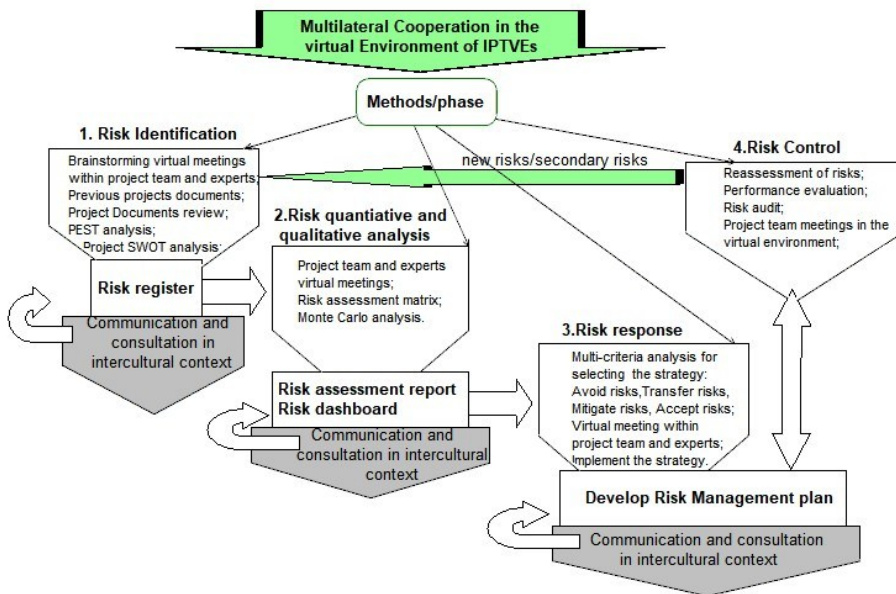 Multilateral Cooperation in the
virtual Environment of IPTVEs
Methods/phase
1. Risk Identification
Brainstorming virtual meetings
within project team and experts;
Previous projects documents;
Project Documents review;
PEST analysis;
Project SWOT analysis;
Risk register
Communication and
consultation in
intercultural context
new risks/secondary risks
2.Risk quantiative and
qualitative analysis
Project team and experts
virtual meetings;
Risk assessment matrix;
Monte Carlo analysis.
Risk assessment report
Risk dashboard
Communication and
consultation in intercultural
context
3.Risk response
Multi-criteria analysis for
selecting the strategy:
Avoid risks,Transfer risks,
Mitigate risks, Accept risks;
Virtual meeting within
project team and experts;
Implement the strategy.
Develop Risk Management plan
Communication and consultation
in intercultural context
4.Risk Control
Reassessment of risks;
Performance evaluation;
Risk audit;
Project team meetings in the
virtual environment;